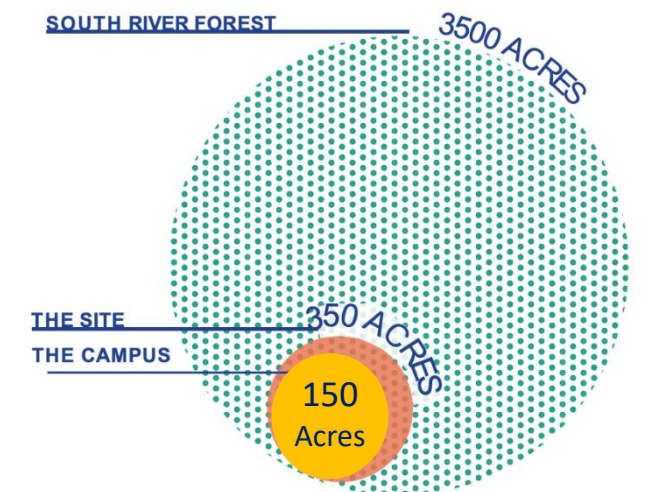 SOUTH RIVER FOREST
3500 ACRES
THE SITE
350 ACRES
THE CAMPUS
150
Acres